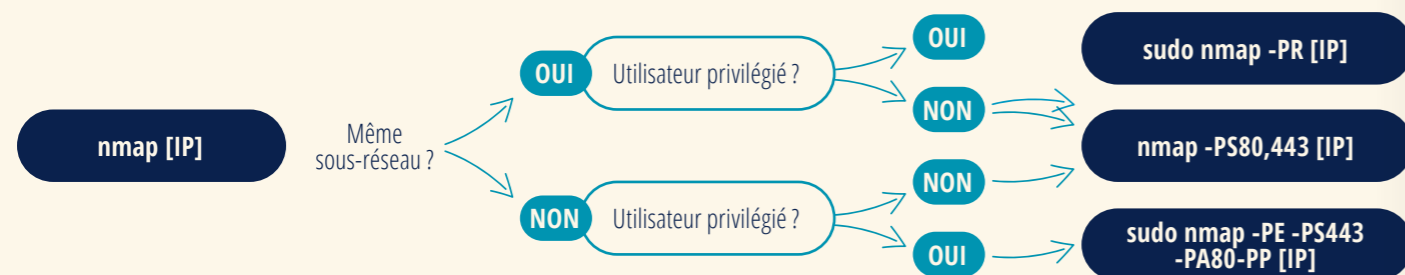 nmap [IP]
Même
sous-réseau ?
OUI
Utilisateur privilégié ?
OUI
NON
sudo nmap -PR [IP]
nmap -PS80,443 [IP]
NON
Utilisateur privilégié ?
NON
OUI
sudo nmap -PE -PS443
-PA80-PP [IP]